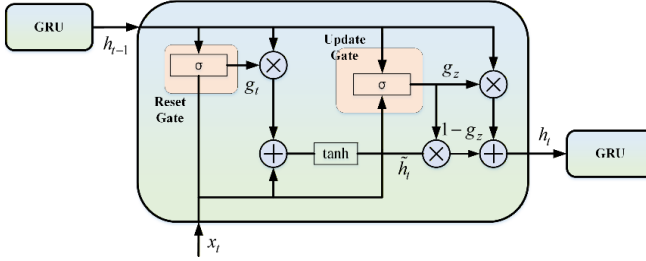 GRU
h_{t-1}
Update
Gate
σ
g_t
σ
g_z
Reset
Gate
1 − g_z
h_t
tanh
h̃_t
GRU
x_t